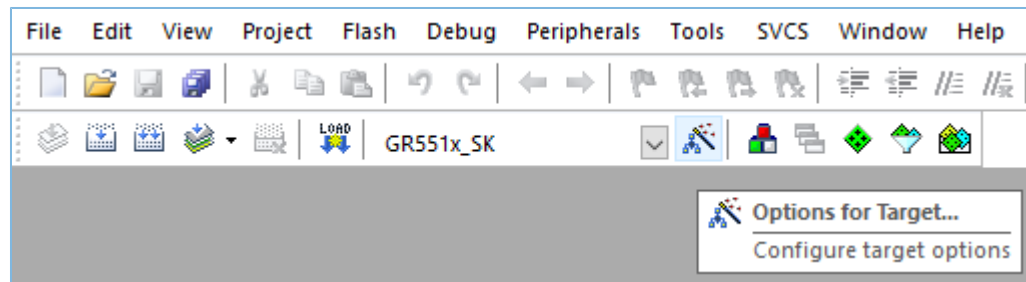 File Edit View Project Flash Debug Peripherals Tools SVCS Window Help
LOAD
GR551x_SK
Options for Target...
Configure target options